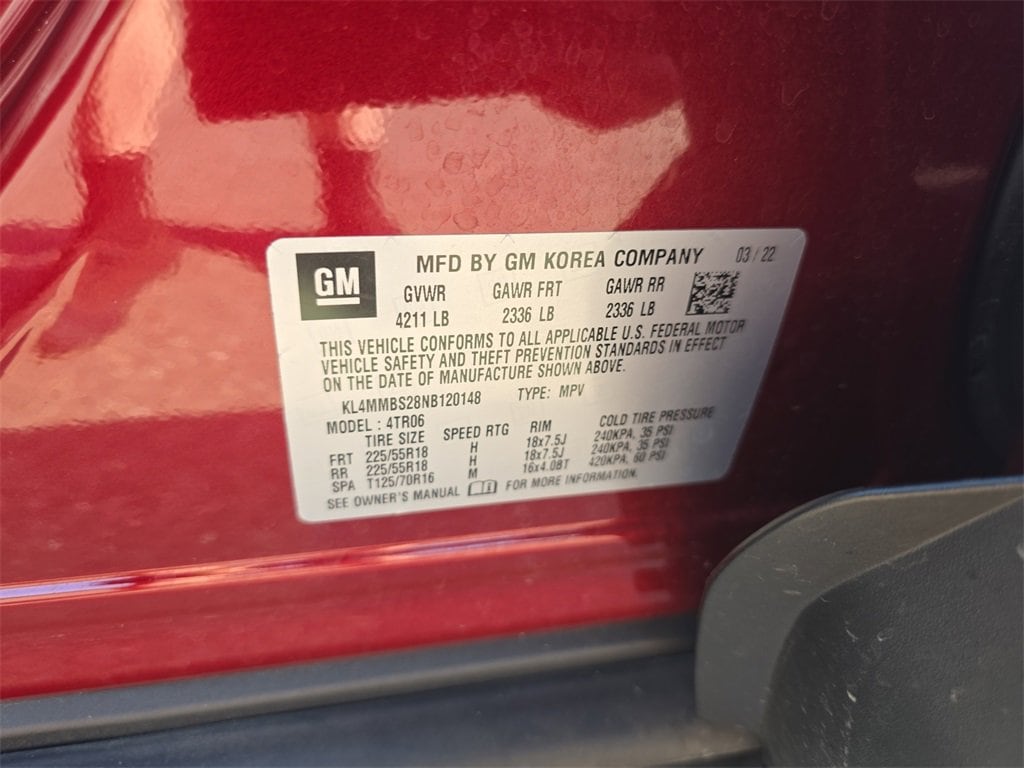 GM
MFD BY GM KOREA COMPANY 03/22
GVWR GAWR FRT GAWR RR
4211 LB 2336 LB 2336 LB
THIS VEHICLE CONFORMS TO ALL APPLICABLE U.S. FEDERAL MOTOR
VEHICLE SAFETY AND THEFT PREVENTION STANDARDS IN EFFECT
ON THE DATE OF MANUFACTURE SHOWN ABOVE.
KL4MMBS28NB120148 TYPE: MPV
MODEL : 4TR06
TIRE SIZE SPEED RTG RIM COLD TIRE PRESSURE
FRT 225/55R18 H 18x7.5J 240KPA, 35 PSI
RR 225/55R18 H 18x7.5J 240KPA, 35 PSI
SPA T125/70R16 M 16x4.0BT 420KPA, 60 PSI
SEE OWNER'S MANUAL FOR MORE INFORMATION.